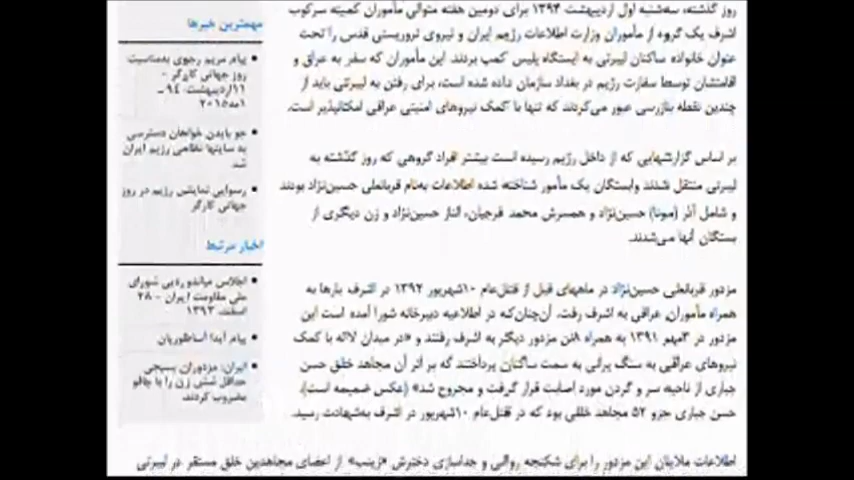 روز گذشته، سه‌شنبه اول اردیبهشت ۱۳۹۴ برای دومین هفته متوالی مأموران کمیته سرکوب
اشرف یک گروه از مأموران وزارت اطلاعات رژیم ایران و نیروی تروریستی قدس را تحت
عنوان خانواده ساکنان لیبرتی به ایستگاه پلیس کمپ بردند. این مأموران که سفر به عراق و
اقامتشان توسط سفارت رژیم در بغداد سازمان داده شده است، برای رفتن به لیبرتی باید از
چندین نقطه بازرسی عبور می‌کردند که تنها با کمک نیروهای امنیتی عراقی امکانپذیر است.
بر اساس گزارشهایی که از داخل رژیم رسیده است بیشتر افراد گروهی که روز گذشته به
لیبرتی منتقل شدند وابستگان یک مأمور شناخته شده اطلاعات به‌نام قربانعلی حسین‌نژاد بودند
و شامل آذر (مونا) حسین‌نژاد و همسرش محمد فرجیان، الناز حسین‌نژاد و زن دیگری از
بستگان آنها می‌شدند.
مزدور قربانعلی حسین‌نژاد در ماههای قبل از قتل‌عام ۱۰شهریور ۱۳۹۲ در اشرف بارها به
همراه مأموران عراقی به اشرف رفت. آن‌چنان‌که در اطلاعیه دبیرخانه شورا آمده است این
مزدور در ۳مهر ۱۳۹۱ به همراه ۸تن مزدور دیگر به اشرف رفتند و «در میدان لاله با کمک
نیروهای عراقی به سنگ پرانی به سمت ساکنان پرداختند که بر اثر آن مجاهد خلق حسن
جباری از ناحیه سر و گردن مورد اصابت قرار گرفت و مجروح شد» (عکس ضمیمه است).
حسن جباری جزو ۵۲ مجاهد خلقی بود که در قتل‌عام ۱۰شهریور در اشرف به‌شهادت رسید.
اطلاعات ملایان این مزدور را برای شکنجه روانی و جداسازی دخترش «زینب» از اعضای مجاهدین خلق مستقر در لیبرتی
مهمترین خبرها
پیام مریم رجوی به‌مناسبت
روز جهانی کارگر -
۱۱اردیبهشت ۹۴ -
۱مه۲۰۱۵
جو بایدن خواهان دسترسی
به سایتها نظامی رژیم ایران
شد
رسوایی نمایش رژیم در روز
جهانی کارگر
اخبار مرتبط
اجلاس میاندوره‌یی شورای
ملی مقاومت ایران - ۲۸
اسفند ۱۳۹۳
پیام آیدا آساطوریان
ایران: مزدوران بسیجی
حداقل شش زن را با چاقو
مضروب کردند